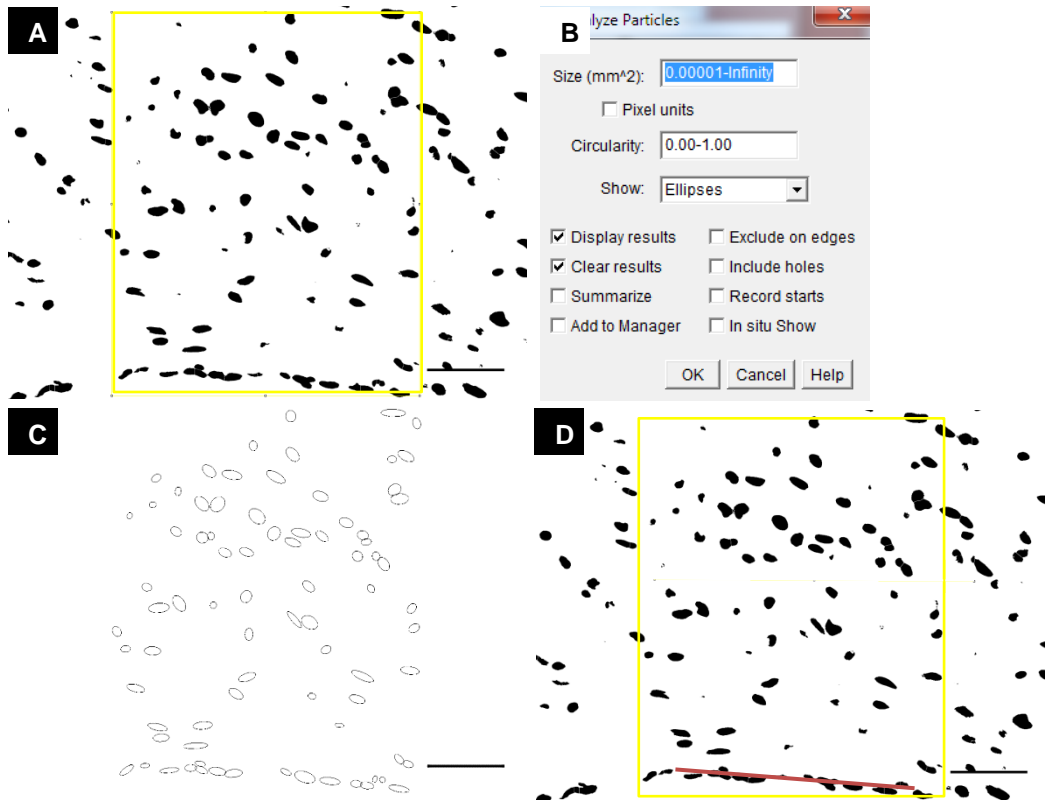 A
B
lyze Particles
Size (mm^2): 0.00001-Infinity
Pixel units
Circularity: 0.00-1.00
Show: Ellipses
Display results Exclude on edges
Clear results Include holes
Summarize Record starts
Add to Manager In situ Show
OK Cancel Help
C
D